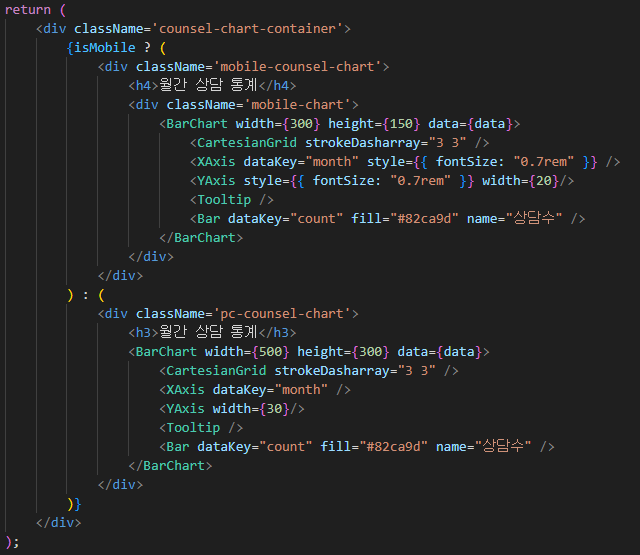 return (
<div className='counsel-chart-container'>
{isMobile ? (
<div className='mobile-counsel-chart'>
<h4>월간 상담 통계</h4>
<div className='mobile-chart'>
<BarChart width={300} height={150} data={data}>
<CartesianGrid strokeDasharray="3 3" />
<XAxis dataKey="month" style={{ fontSize: "0.7rem" }} />
<YAxis style={{ fontSize: "0.7rem" }} width={20}/>
<Tooltip />
<Bar dataKey="count" fill="#82ca9d" name="상담수" />
</BarChart>
</div>
</div>
) : (
<div className='pc-counsel-chart'>
<h3>월간 상담 통계</h3>
<BarChart width={500} height={300} data={data}>
<CartesianGrid strokeDasharray="3 3" />
<XAxis dataKey="month" />
<YAxis width={30}/>
<Tooltip />
<Bar dataKey="count" fill="#82ca9d" name="상담수" />
</BarChart>
</div>
)}
</div>
);